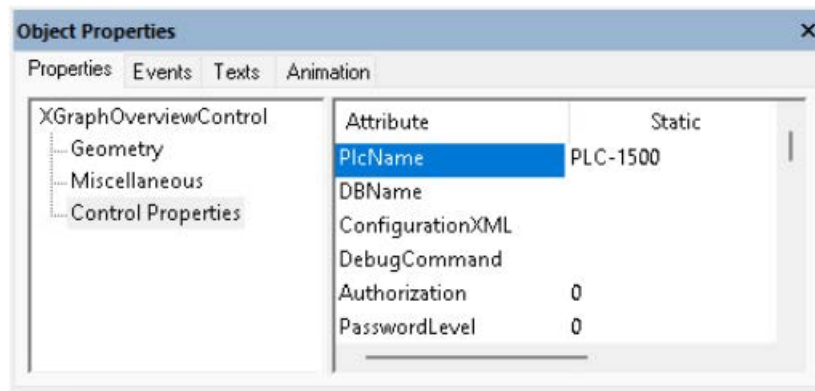 Object Properties
Properties Events Texts Animation
XGraphOverviewControl
Geometry
Miscellaneous
Control Properties
Attribute Static
PlcName PLC-1500
DBName
ConfigurationXML
DebugCommand
Authorization 0
PasswordLevel 0